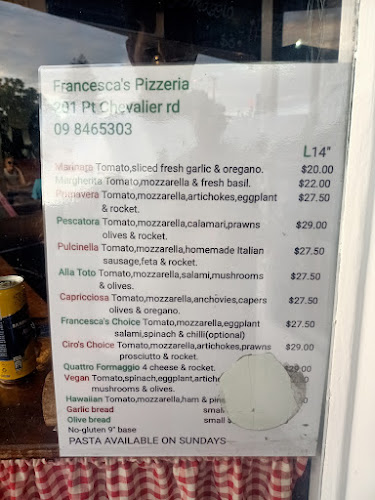 Francesca's Pizzeria
201 Pt Chevalier rd
09 8465303
L14"
Marinara Tomato,sliced fresh garlic & oregano. $20.00
Margherita Tomato,mozzarella & fresh basil. $22.00
Primavera Tomato,mozzarella,artichokes,eggplant $27.50
& rocket.
Pescatora Tomato,mozzarella,calamari,prawns $29.00
olives & rocket.
Pulcinella Tomato,mozzarella,homemade Italian $27.50
sausage,feta & rocket.
Alla Toto Tomato,mozzarella,salami,mushrooms $27.50
& olives.
Capricciosa Tomato,mozzarella,anchovies,capers $27.50
olives & oregano.
Francesca's Choice Tomato,mozzarella,eggplant $27.50
salami,spinach & chilli(optional)
Ciro's Choice Tomato,mozzarella,artichokes,prawns $29.00
prosciutto & rocket.
Quattro Formaggio 4 cheese & rocket.
Vegan Tomato,spinach,eggplant,
mushrooms & olives.
Hawaiian Tomato,mozzarella,ham &
Garlic bread small
Olive bread small
No-gluten 9" base
PASTA AVAILABLE ON SUNDAYS